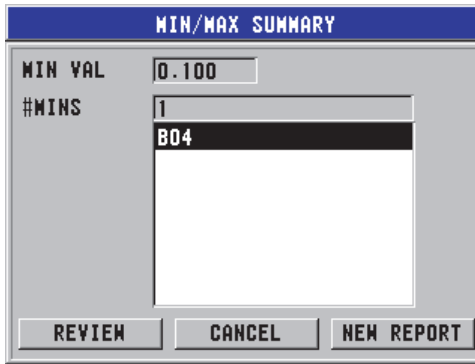 MIN/MAX SUMMARY
MIN VAL 0.100
#MINS 1
B04
REVIEW CANCEL NEW REPORT